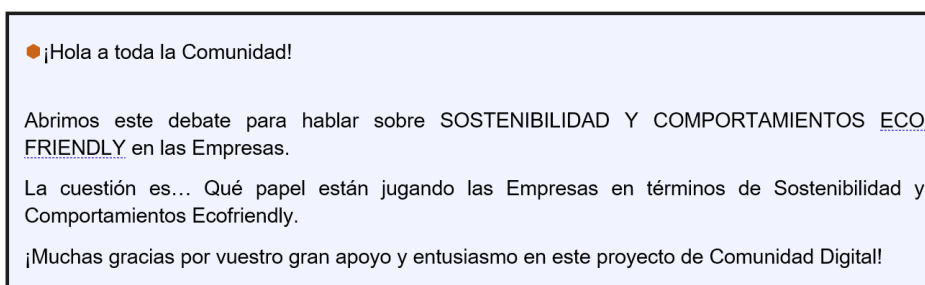 ¡Hola a toda la Comunidad!
Abrimos este debate para hablar sobre SOSTENIBILIDAD Y COMPORTAMIENTOS ECO
FRIENDLY en las Empresas.
La cuestión es… Qué papel están jugando las Empresas en términos de Sostenibilidad y
Comportamientos Ecofriendly.
¡Muchas gracias por vuestro gran apoyo y entusiasmo en este proyecto de Comunidad Digital!